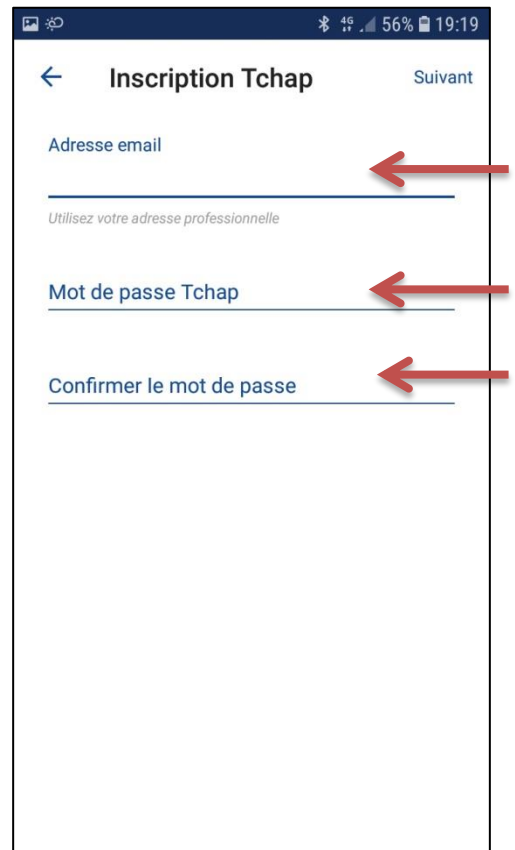 4G 56% 19:19
Inscription Tchap Suivant
Adresse email
Utilisez votre adresse professionnelle
Mot de passe Tchap
Confirmer le mot de passe